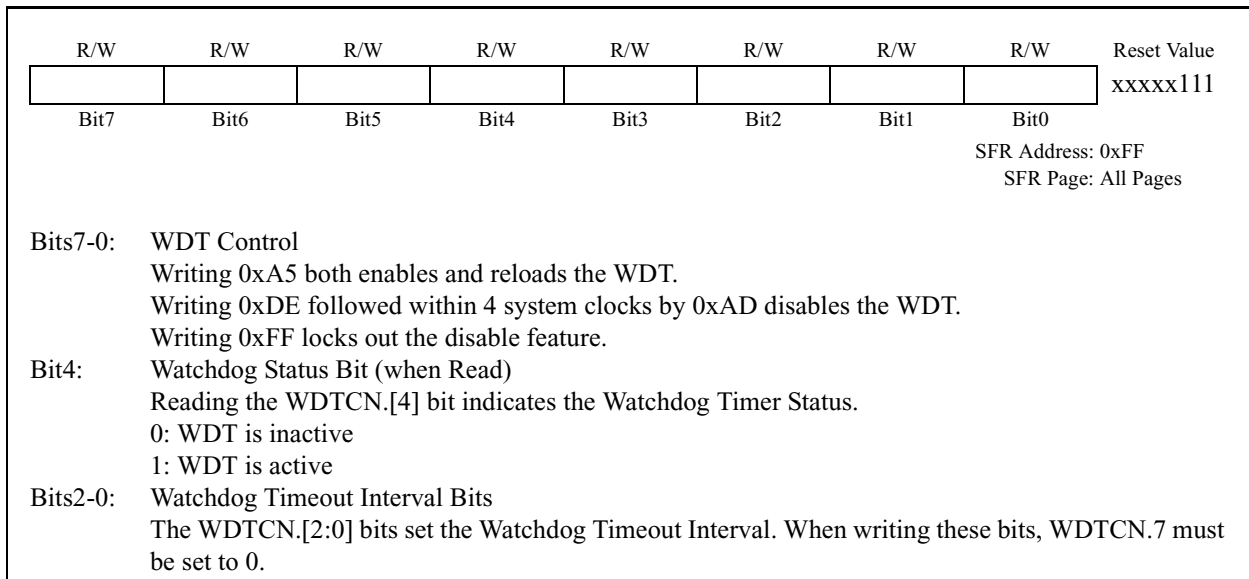 R/W R/W R/W R/W R/W R/W R/W R/W Reset Value
xxxxx111
Bit7 Bit6 Bit5 Bit4 Bit3 Bit2 Bit1 Bit0
SFR Address: 0xFF
SFR Page: All Pages
Bits7-0: WDT Control
Writing 0xA5 both enables and reloads the WDT.
Writing 0xDE followed within 4 system clocks by 0xAD disables the WDT.
Writing 0xFF locks out the disable feature.
Bit4: Watchdog Status Bit (when Read)
Reading the WDTCN.[4] bit indicates the Watchdog Timer Status.
0: WDT is inactive
1: WDT is active
Bits2-0: Watchdog Timeout Interval Bits
The WDTCN.[2:0] bits set the Watchdog Timeout Interval. When writing these bits, WDTCN.7 must
be set to 0.